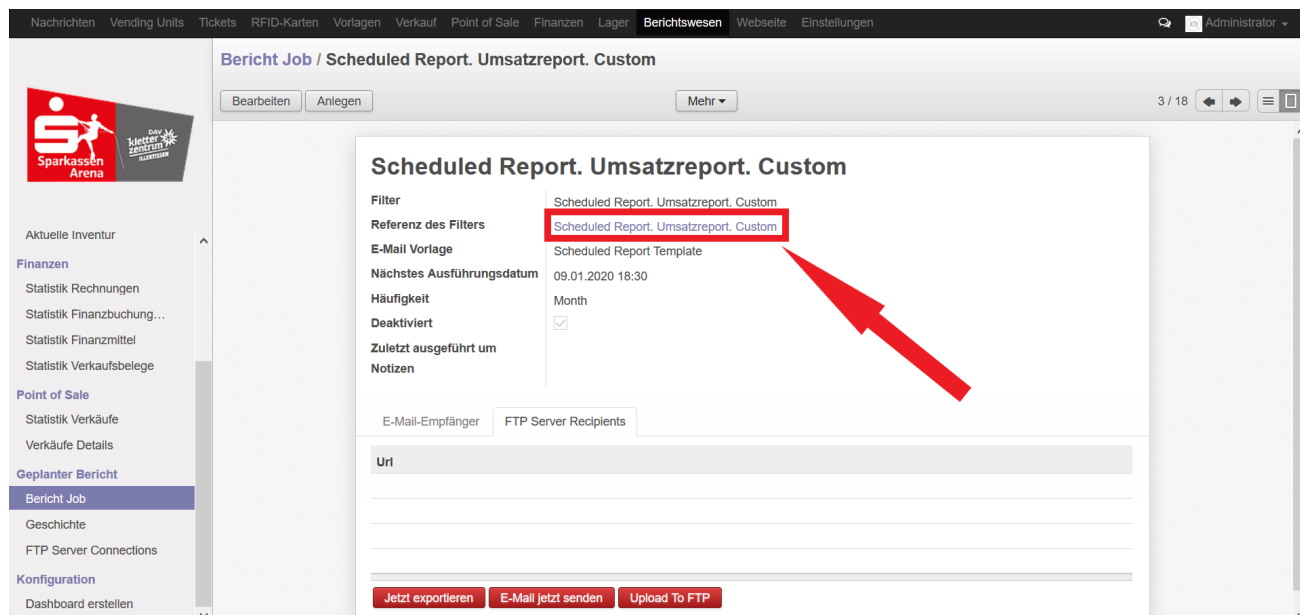 Nachrichten Vending Units Tickets RFID-Karten Vorlagen Verkauf Point of Sale Finanzen Lager Berichtswesen Webseite Einstellungen Administrator
Bericht Job / Scheduled Report. Umsatzreport. Custom
Bearbeiten Anlegen Mehr 3 / 18
Sparkassen
Arena
DAV
kletter
zentrum
ILLERTISSEN
Aktuelle Inventur
Finanzen
Statistik Rechnungen
Statistik Finanzbuchung…
Statistik Finanzmittel
Statistik Verkaufsbelege
Point of Sale
Statistik Verkäufe
Verkäufe Details
Geplanter Bericht
Bericht Job
Geschichte
FTP Server Connections
Konfiguration
Dashboard erstellen
Scheduled Report. Umsatzreport. Custom
Filter Scheduled Report. Umsatzreport. Custom
Referenz des Filters Scheduled Report. Umsatzreport. Custom
E-Mail Vorlage Scheduled Report Template
Nächstes Ausführungsdatum 09.01.2020 18:30
Häufigkeit Month
Deaktiviert
Zuletzt ausgeführt um
Notizen
E-Mail-Empfänger FTP Server Recipients
Url
Jetzt exportieren E-Mail jetzt senden Upload To FTP